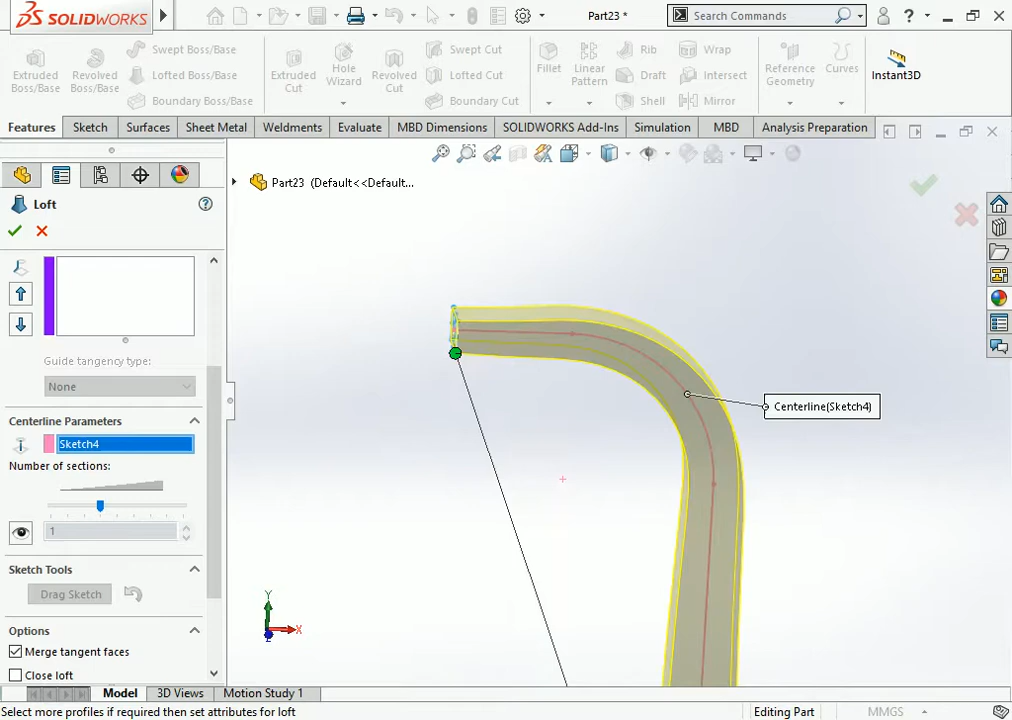 SOLIDWORKS
Part23 *
Search Commands
Extruded Boss/Base
Revolved Boss/Base
Swept Boss/Base
Lofted Boss/Base
Boundary Boss/Base
Extruded Cut
Hole Wizard
Revolved Cut
Swept Cut
Lofted Cut
Boundary Cut
Fillet
Linear Pattern
Rib
Draft
Shell
Wrap
Intersect
Mirror
Reference Geometry
Curves
Instant3D
Features Sketch Surfaces Sheet Metal Weldments Evaluate MBD Dimensions SOLIDWORKS Add-Ins Simulation MBD Analysis Preparation
Part23 (Default<<Default...
Loft
Guide tangency type:
None
Centerline Parameters
Sketch4
Centerline(Sketch4)
Number of sections:
1
Sketch Tools
Drag Sketch
Options
Merge tangent faces
Close loft
Y
X
Z
Model 3D Views Motion Study 1
Select more profiles if required then set attributes for loft
Editing Part
MMGS